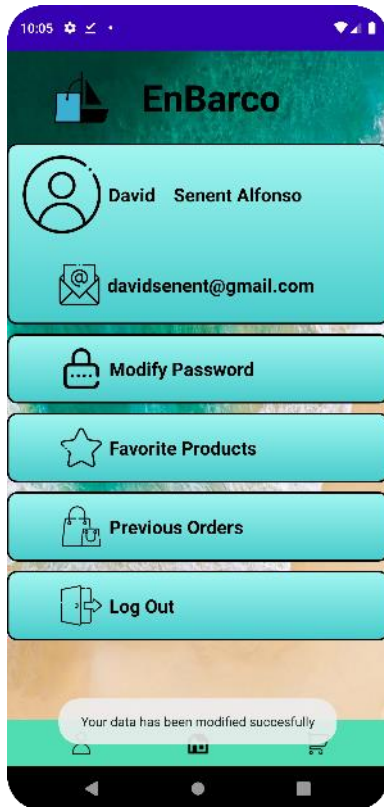 10:05
EnBarco
David Senent Alfonso
davidsenent@gmail.com
Modify Password
Favorite Products
Previous Orders
Log Out
Your data has been modified succesfully